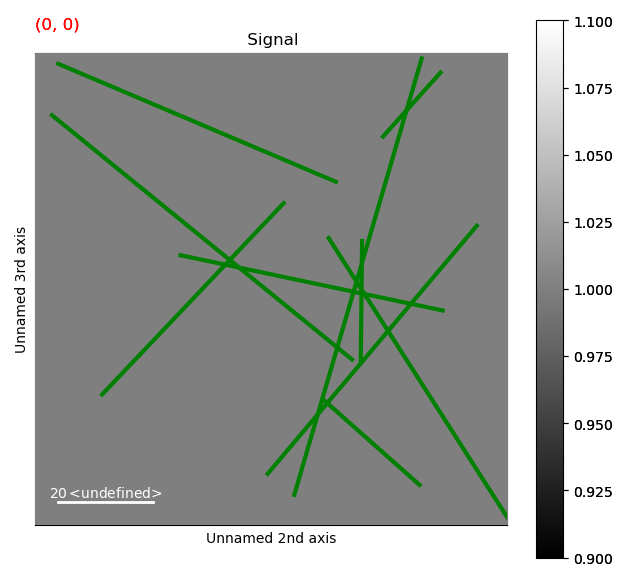 (0, 0)
Signal
1.100
1.075
1.050
1.025
1.000
0.975
0.950
0.925
0.900
Unnamed 3rd axis
20 <undefined>
Unnamed 2nd axis